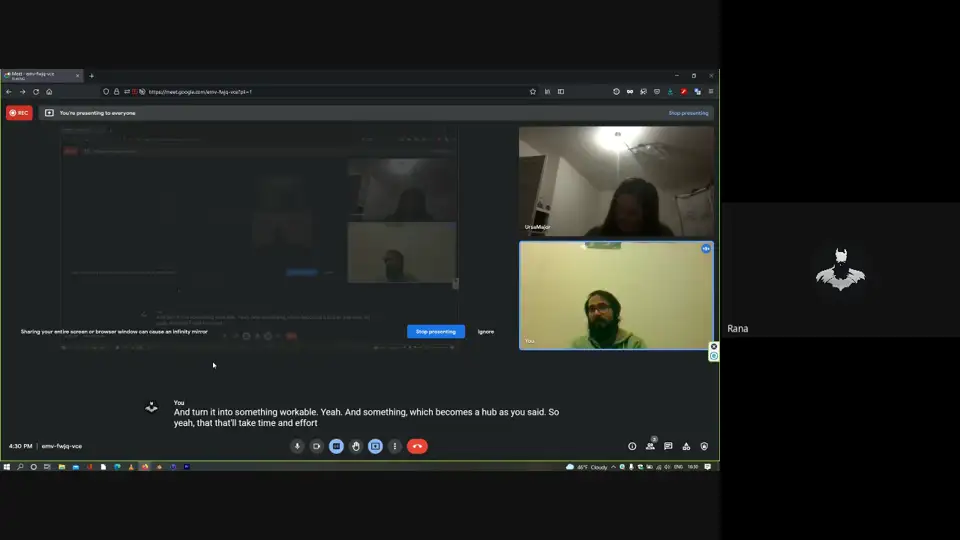 Meet - emv-fwjq-vce
https://meet.google.com/emv-fwjq-vce?pli=1
REC
You're presenting to everyone
Stop presenting
UrsaMajor
Sharing your entire screen or browser window can cause an infinity mirror
Stop presenting
Ignore
You
Rana
You
And turn it into something workable. Yeah. And something, which becomes a hub as you said. So
yeah, that that'll take time and effort
4:30 PM | emv-fwjq-vce
46°F Cloudy
ENG
16:30